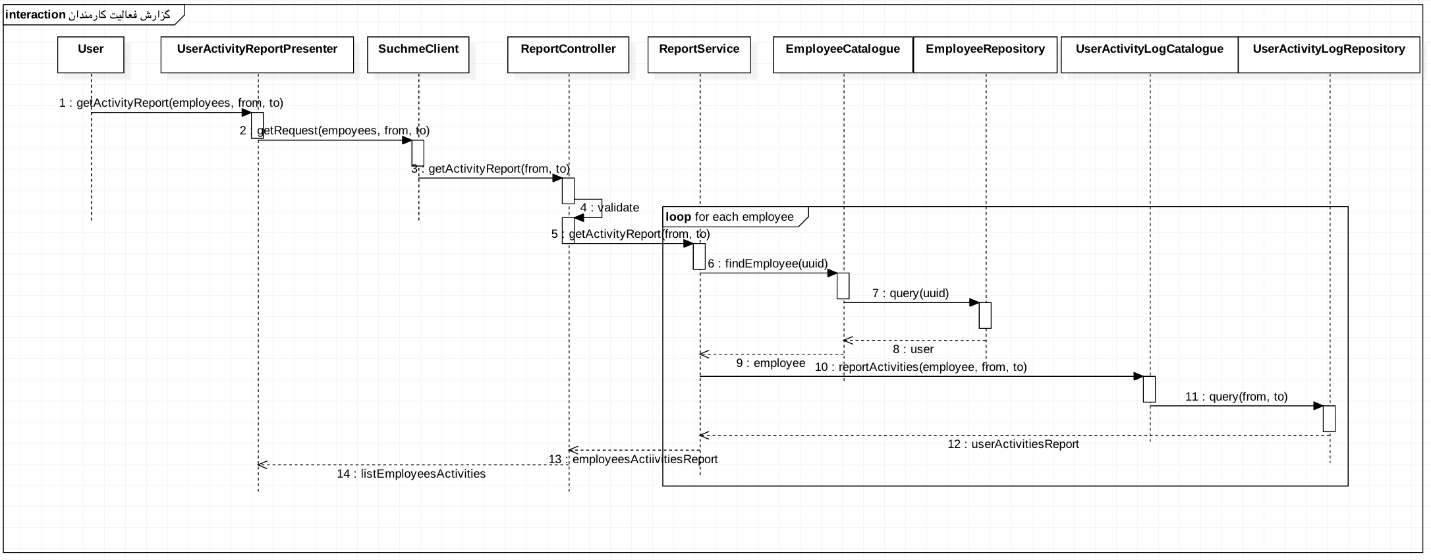 interaction گزارش فعالیت کارمندان
User
UserActivityReportPresenter
SuchmeClient
ReportController
ReportService
EmployeeCatalogue
EmployeeRepository
UserActivityLogCatalogue
UserActivityLogRepository
1 : getActivityReport(employees, from, to)
2 : getRequest(empoyees, from, to)
3 : getActivityReport(from, to)
4 : validate
loop for each employee
5 : getActivityReport(from, to)
6 : findEmployee(uuid)
7 : query(uuid)
8 : user
9 : employee
10 : reportActivities(employee, from, to)
11 : query(from, to)
12 : userActivitiesReport
13 : employeesActiivitiesReport
14 : listEmployeesActivities